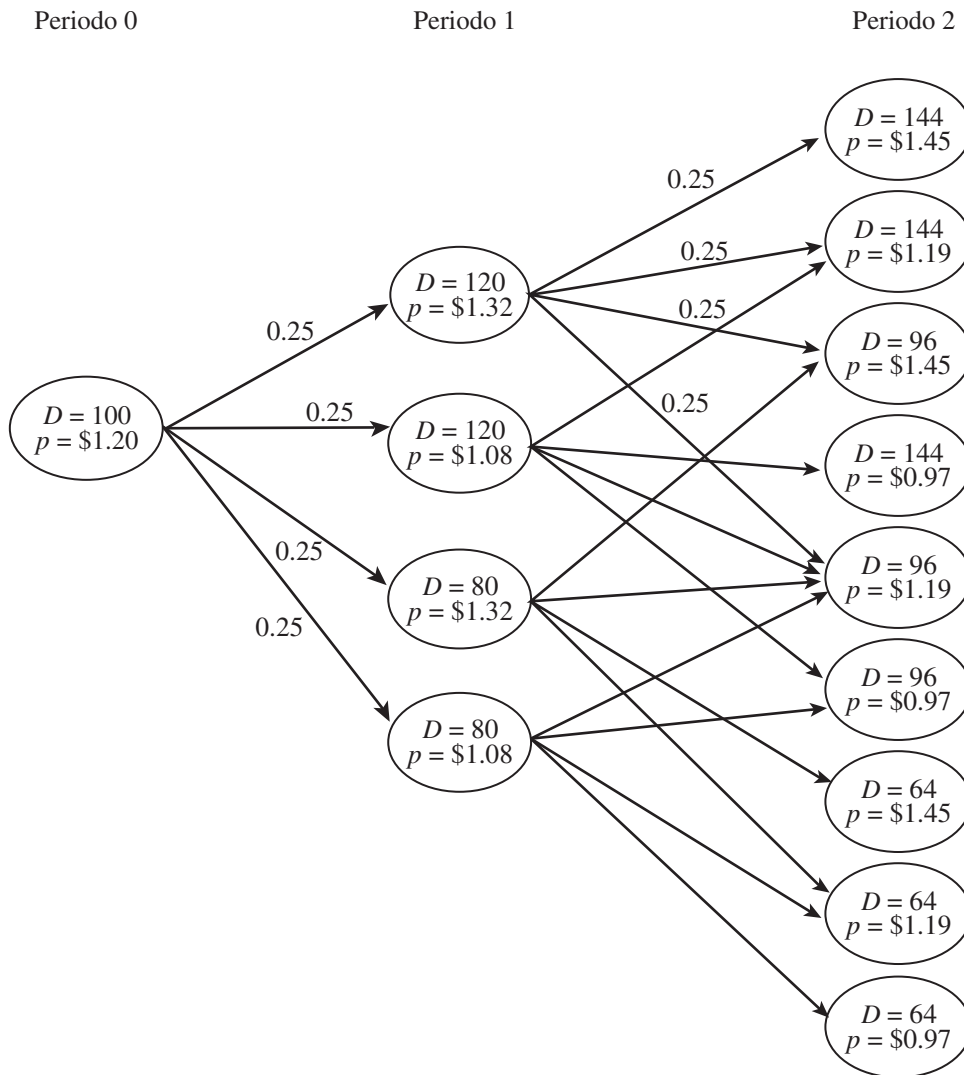 Periodo 0
Periodo 1
Periodo 2
D = 144
p = $1.45
0.25
D = 144
p = $1.19
0.25
D = 120
p = $1.32
0.25
0.25
D = 96
p = $1.45
0.25
D = 100
p = $1.20
0.25
D = 120
p = $1.08
D = 144
p = $0.97
0.25
D = 80
p = $1.32
D = 96
p = $1.19
0.25
D = 96
p = $0.97
D = 80
p = $1.08
D = 64
p = $1.45
D = 64
p = $1.19
D = 64
p = $0.97